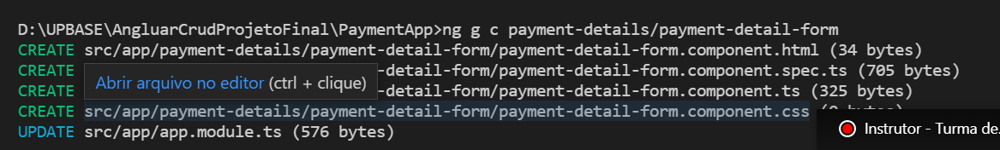 D:\UPBASE\AngluarCrudProjetoFinal\PaymentApp>ng g c payment-details/payment-detail-form
CREATE src/app/payment-details/payment-detail-form/payment-detail-form.component.html (34 bytes)
CREATE -detail-form/payment-detail-form.component.spec.ts (705 bytes)
Abrir arquivo no editor (ctrl + clique)
CREATE -detail-form/payment-detail-form.component.ts (325 bytes)
CREATE src/app/payment-details/payment-detail-form/payment-detail-form.component.css (0 bytes)
UPDATE src/app/app.module.ts (576 bytes)
Instrutor - Turma de